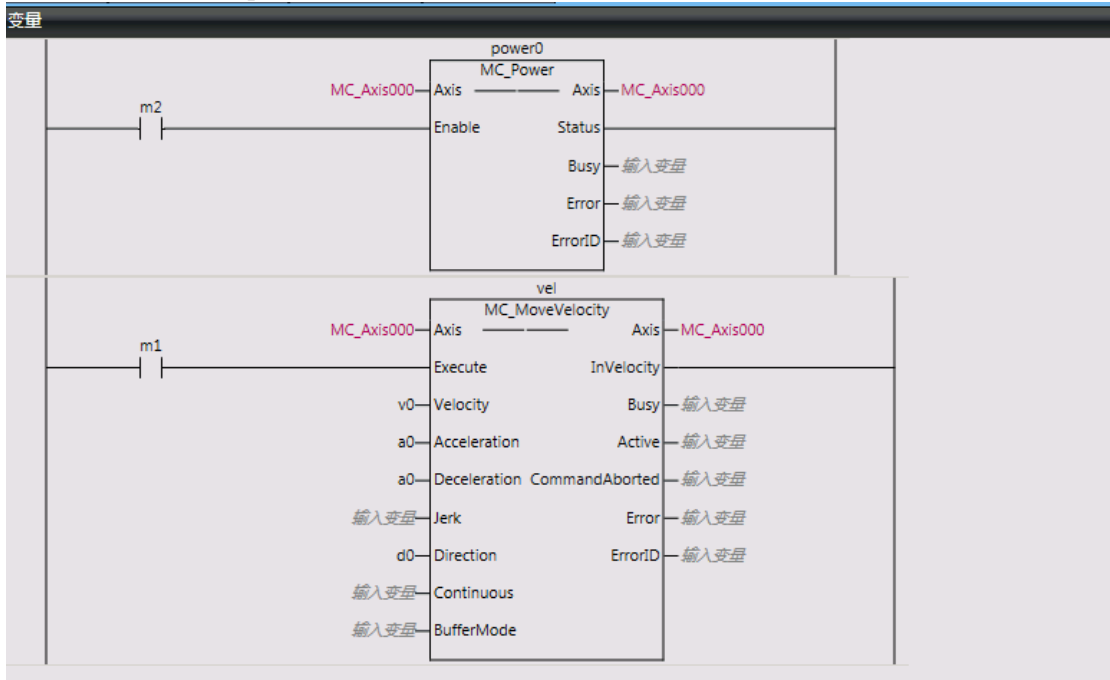 变量
power0
MC_Power
MC_Axis000 Axis Axis MC_Axis000
m2
Enable Status
Busy 输入变量
Error 输入变量
ErrorID 输入变量
vel
MC_MoveVelocity
MC_Axis000 Axis Axis MC_Axis000
m1
Execute InVelocity
v0 Velocity Busy 输入变量
a0 Acceleration Active 输入变量
a0 Deceleration CommandAborted 输入变量
输入变量 Jerk Error 输入变量
d0 Direction ErrorID 输入变量
输入变量 Continuous
输入变量 BufferMode